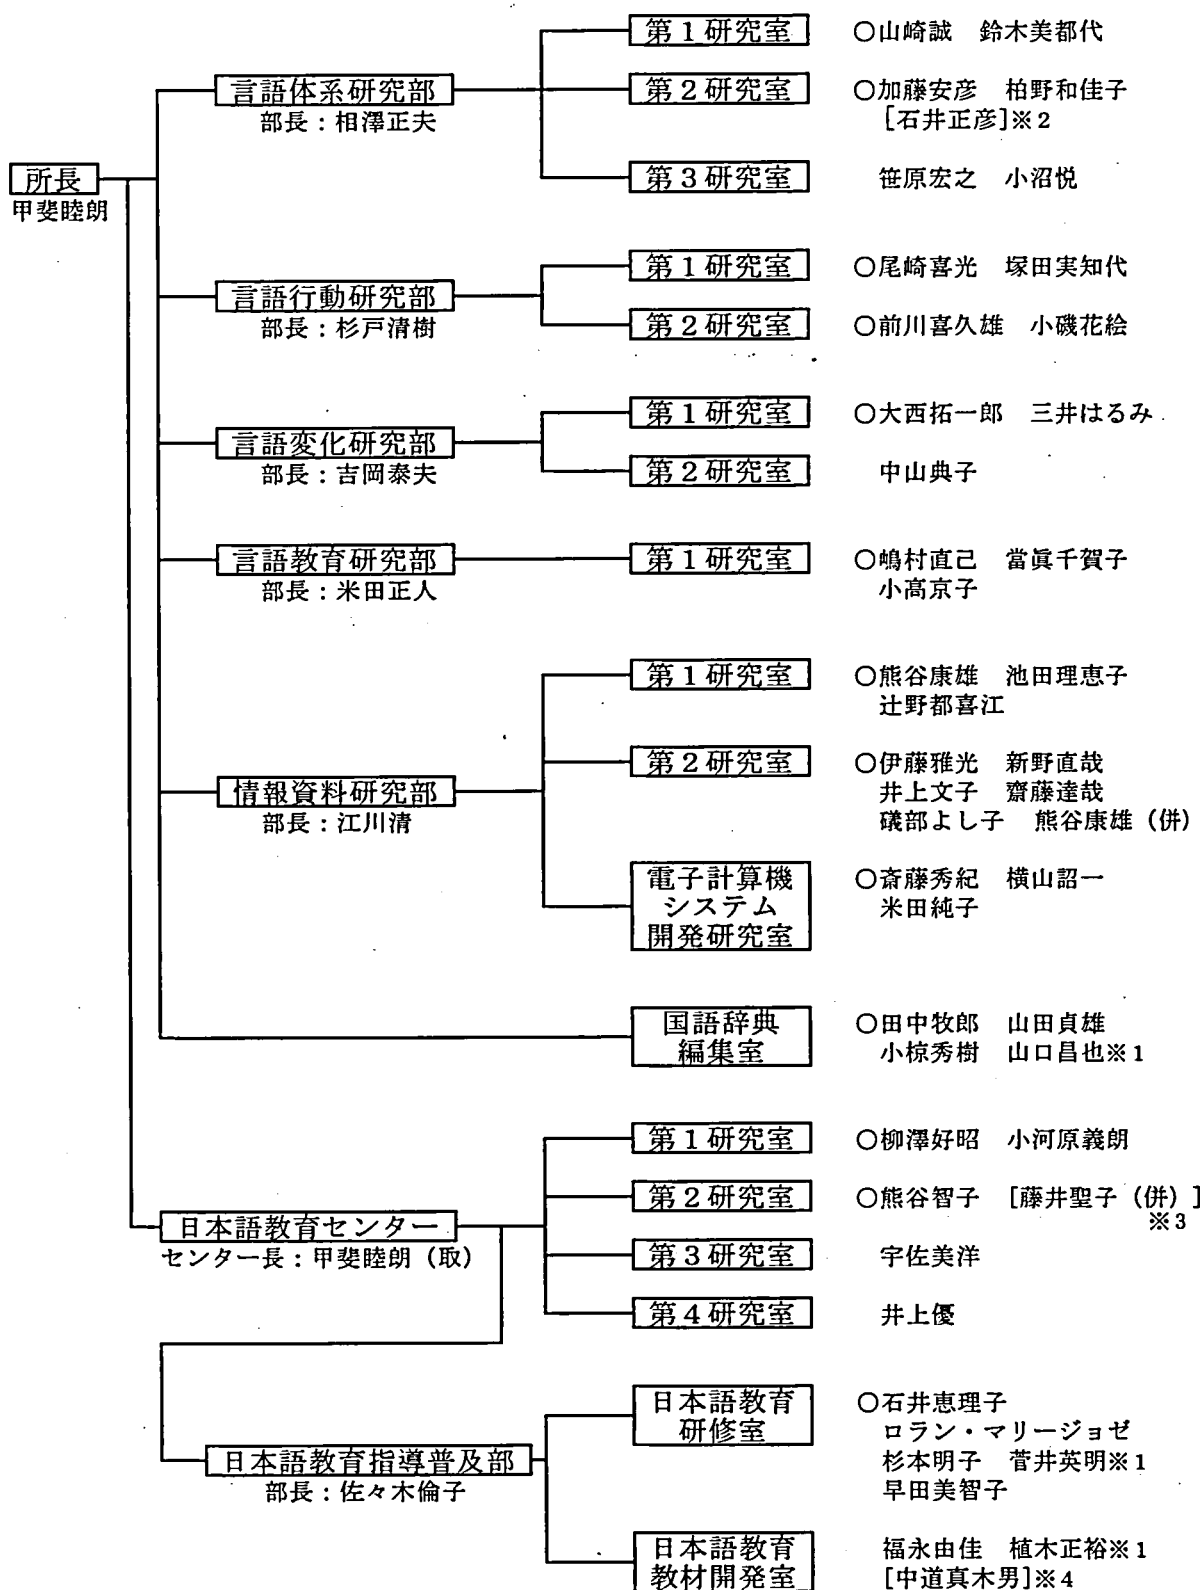 所長
甲斐睦朗
言語体系研究部
部長：相澤正夫
第1研究室
○山崎誠　鈴木美都代
第2研究室
○加藤安彦　柏野和佳子
[石井正彦]※2
第3研究室
笹原宏之　小沼悦
言語行動研究部
部長：杉戸清樹
第1研究室
○尾崎喜光　塚田実知代
第2研究室
○前川喜久雄　小磯花絵
言語変化研究部
部長：吉岡泰夫
第1研究室
○大西拓一郎　三井はるみ
第2研究室
中山典子
言語教育研究部
部長：米田正人
第1研究室
○嶋村直己　當眞千賀子
小高京子
情報資料研究部
部長：江川清
第1研究室
○熊谷康雄　池田理恵子
辻野都喜江
第2研究室
○伊藤雅光　新野直哉
井上文子　齋藤達哉
礒部よし子　熊谷康雄（併）
電子計算機
システム
開発研究室
○斎藤秀紀　横山詔一
米田純子
国語辞典
編集室
○田中牧郎　山田貞雄
小椋秀樹　山口昌也※1
日本語教育センター
センター長：甲斐睦朗（取）
第1研究室
○柳澤好昭　小河原義朗
第2研究室
○熊谷智子　[藤井聖子（併）]
※3
第3研究室
宇佐美洋
第4研究室
井上優
日本語教育指導普及部
部長：佐々木倫子
日本語教育
研修室
○石井恵理子
ロラン・マリージョゼ
杉本明子　菅井英明※1
早田美智子
日本語教育
教材開発室
福永由佳　植木正裕※1
[中道真木男]※4